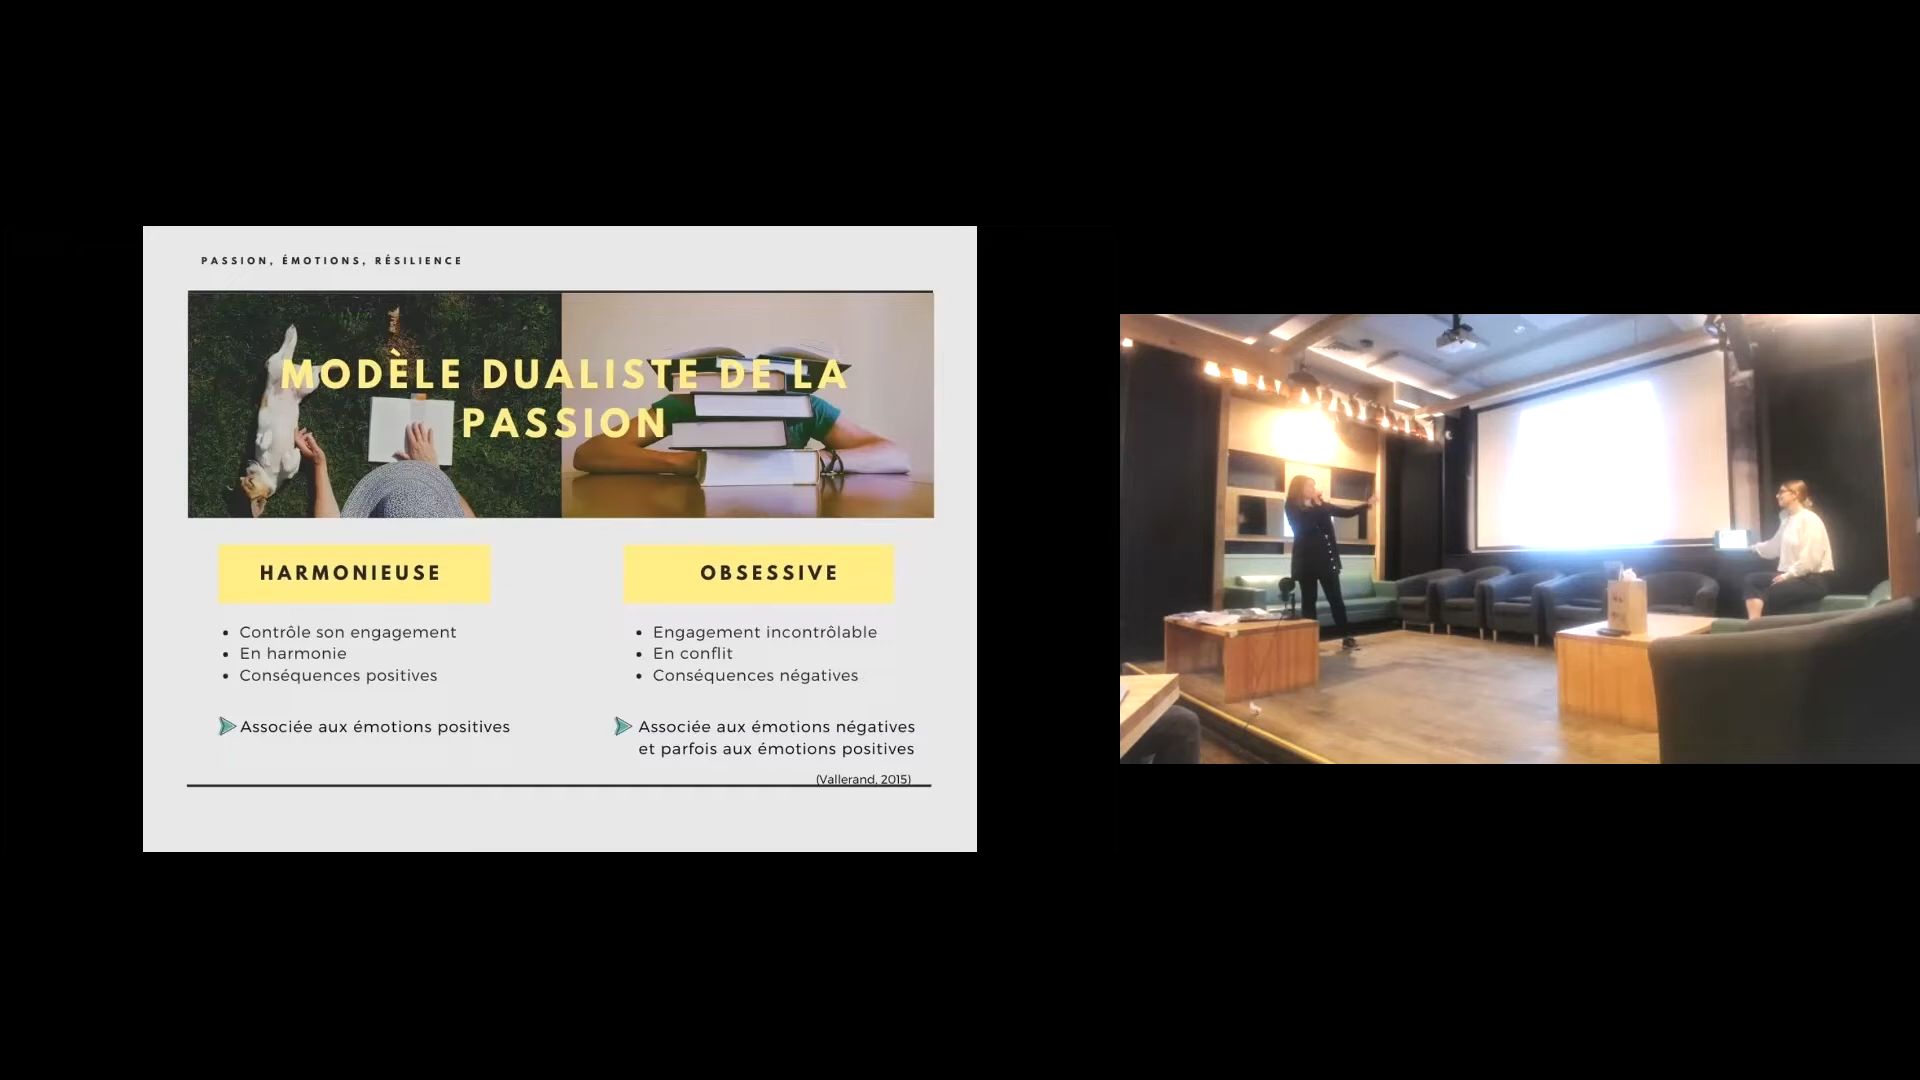 PASSION, ÉMOTIONS, RÉSILIENCE
MODÈLE DUALISTE DE LA
PASSION
HARMONIEUSE
• Contrôle son engagement
• En harmonie
• Conséquences positives
Associée aux émotions positives
OBSESSIVE
• Engagement incontrôlable
• En conflit
• Conséquences négatives
Associée aux émotions négatives
et parfois aux émotions positives
(Vallerand, 2015)